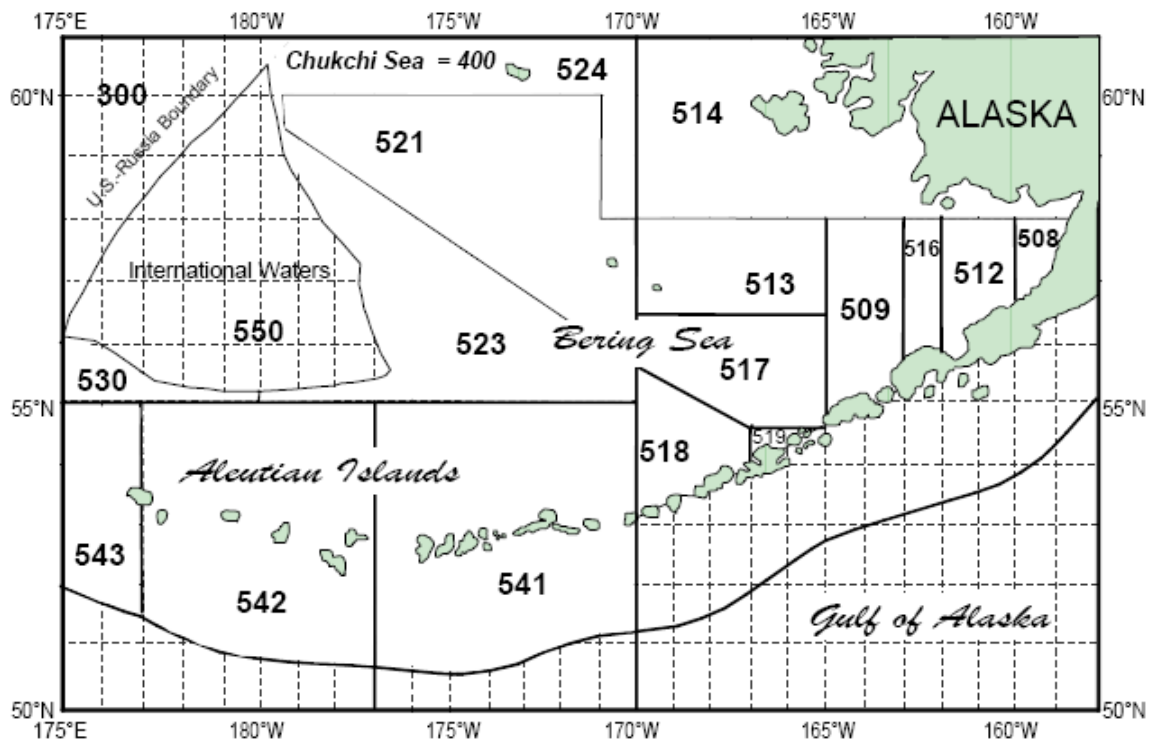 175°E 180°W 175°W 170°W 165°W 160°W
Chukchi Sea = 400
524
60°N
300
514
ALASKA
60°N
521
U.S.-Russia Boundary
516
508
International Waters
513
512
509
550
523
Bering Sea
517
530
55°N
55°N
519
518
Aleutian Islands
543
542
541
Gulf of Alaska
50°N
50°N
175°E 180°W 175°W 170°W 165°W 160°W